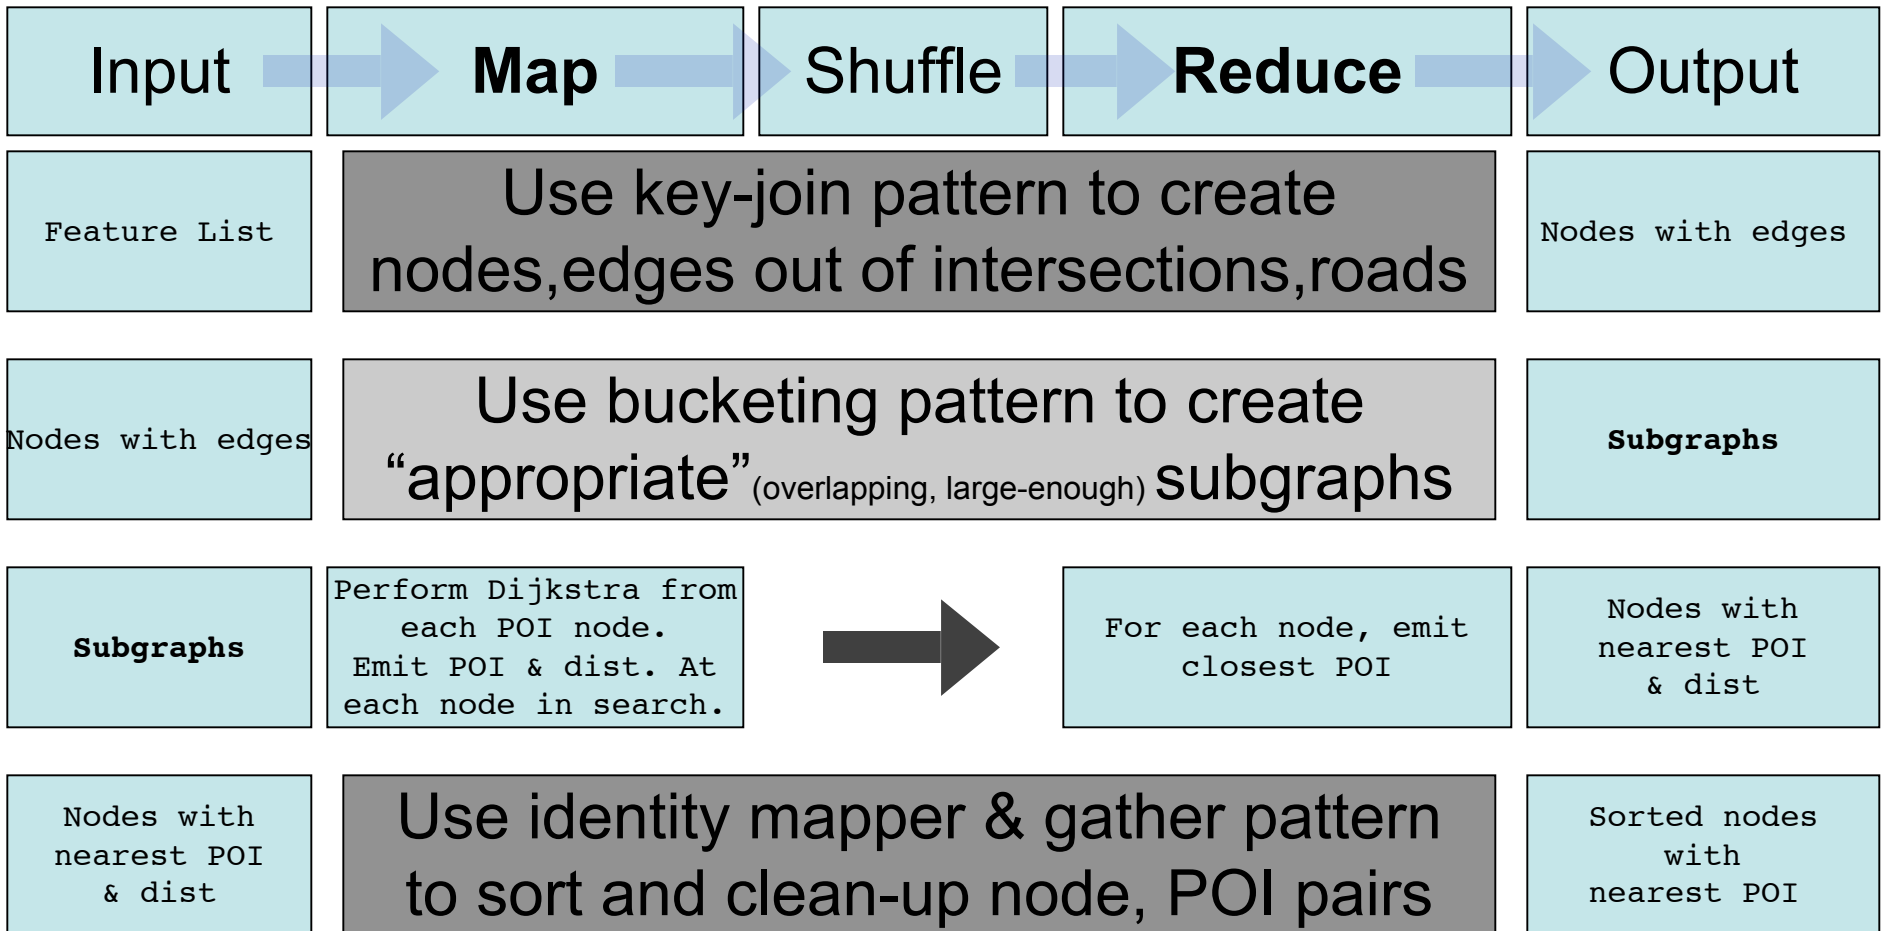 Input
Map
Shuffle
Reduce
Output
Feature List
Use key-join pattern to create
nodes,edges out of intersections,roads
Nodes with edges
Nodes with edges
Use bucketing pattern to create
“appropriate”(overlapping, large-enough) subgraphs
Subgraphs
Subgraphs
Perform Dijkstra from
each POI node.
Emit POI & dist. At
each node in search.
For each node, emit
closest POI
Nodes with
nearest POI
& dist
Nodes with
nearest POI
& dist
Use identity mapper & gather pattern
to sort and clean-up node, POI pairs
Sorted nodes
with
nearest POI